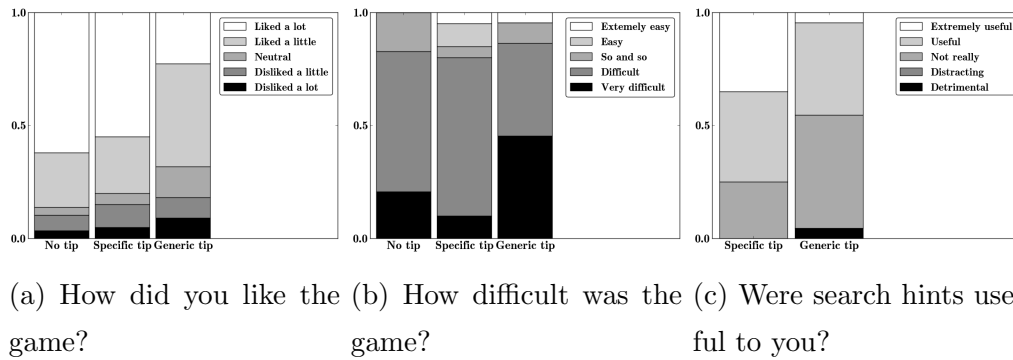 1.0
0.5
0.0
Liked a lot
Liked a little
Neutral
Disliked a little
Disliked a lot
No tip Specific tip Generic tip
1.0
0.5
0.0
Extemely easy
Easy
So and so
Difficult
Very difficult
No tip Specific tip Generic tip
1.0
0.5
0.0
Extremely useful
Useful
Not really
Distracting
Detrimental
Specific tip Generic tip
(a) How did you like the
game?
(b) How difficult was the
game?
(c) Were search hints use
ful to you?